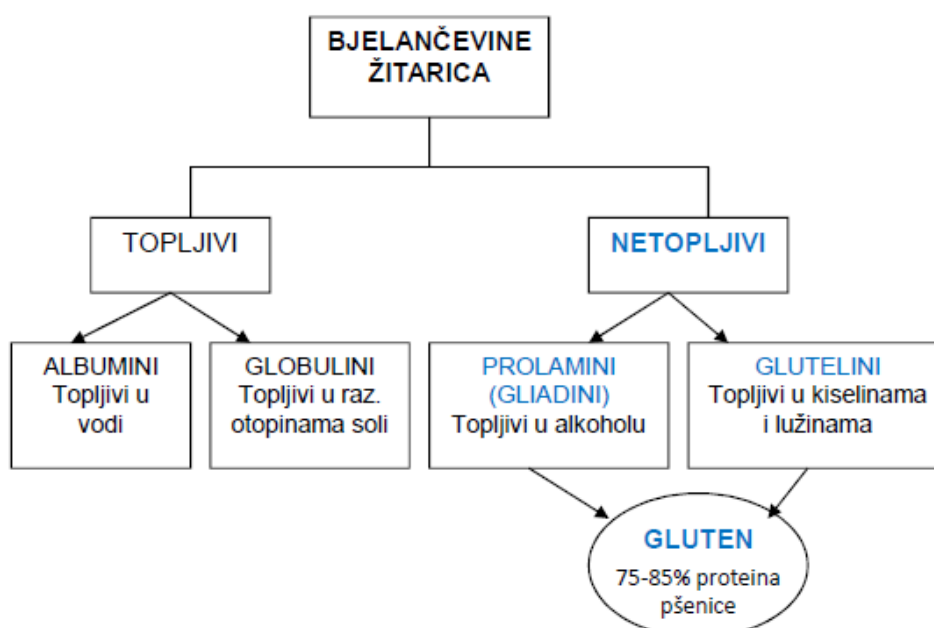 BJELANČEVINE
ŽITARICA
TOPLJIVI
NETOPLJIVI
ALBUMINI
Topljivi u
vodi
GLOBULINI
Topljivi u raz.
otopinama soli
PROLAMINI
(GLIADINI)
Topljivi u alkoholu
GLUTELINI
Topljivi u kiselinama
i lužinama
GLUTEN
75-85% proteina
pšenice